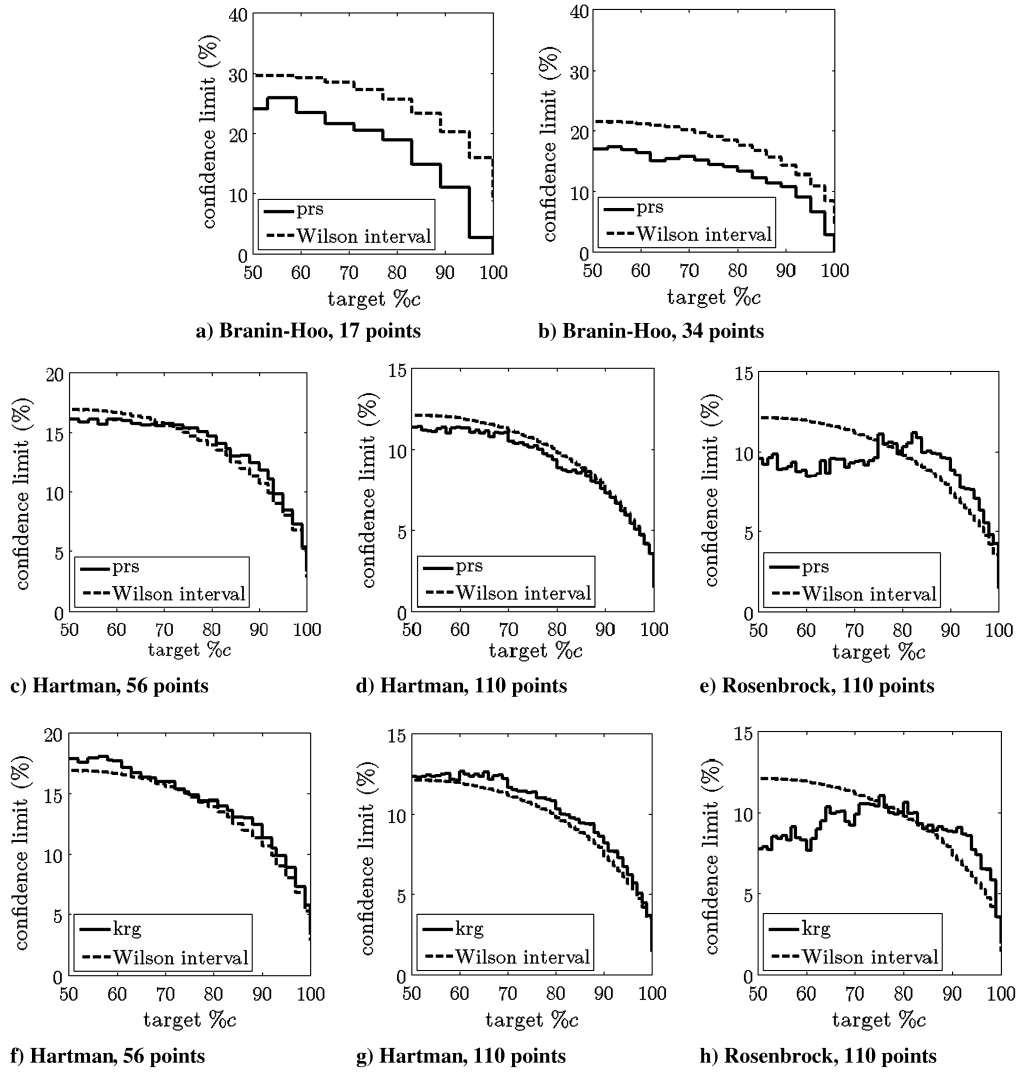 confidence limit (%)
40
30
20
10
0
prs
Wilson interval
50 60 70 80 90 100
target %c
a) Branin-Hoo, 17 points
confidence limit (%)
40
30
20
10
0
prs
Wilson interval
50 60 70 80 90 100
target %c
b) Branin-Hoo, 34 points
confidence limit (%)
20
15
10
5
0
prs
Wilson interval
50 60 70 80 90 100
target %c
c) Hartman, 56 points
confidence limit (%)
15
10
5
0
prs
Wilson interval
50 60 70 80 90 100
target %c
d) Hartman, 110 points
confidence limit (%)
15
10
5
0
prs
Wilson interval
50 60 70 80 90 100
target %c
e) Rosenbrock, 110 points
confidence limit (%)
20
15
10
5
0
krg
Wilson interval
50 60 70 80 90 100
target %c
f) Hartman, 56 points
confidence limit (%)
15
10
5
0
krg
Wilson interval
50 60 70 80 90 100
target %c
g) Hartman, 110 points
confidence limit (%)
15
10
5
0
krg
Wilson interval
50 60 70 80 90 100
target %c
h) Rosenbrock, 110 points